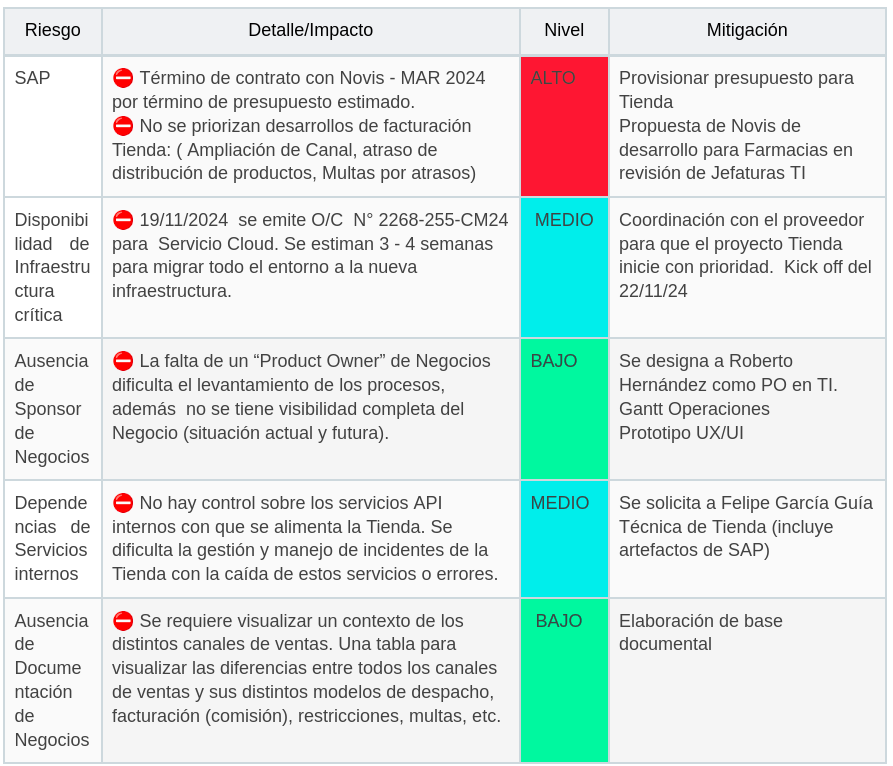 Riesgo
Detalle/Impacto
Nivel
Mitigación
SAP
⛔ Término de contrato con Novis - MAR 2024
por término de presupuesto estimado.
⛔ No se priorizan desarrollos de facturación
Tienda: ( Ampliación de Canal, atraso de
distribución de productos, Multas por atrasos)
ALTO
Provisionar presupuesto para
Tienda
Propuesta de Novis de
desarrollo para Farmacias en
revisión de Jefaturas TI
Disponibi
lidad de
Infraestru
ctura
crítica
⛔ 19/11/2024 se emite O/C N° 2268-255-CM24
para Servicio Cloud. Se estiman 3 - 4 semanas
para migrar todo el entorno a la nueva
infraestructura.
MEDIO
Coordinación con el proveedor
para que el proyecto Tienda
inicie con prioridad. Kick off del
22/11/24
Ausencia
de
Sponsor
de
Negocios
⛔ La falta de un “Product Owner” de Negocios
dificulta el levantamiento de los procesos,
además no se tiene visibilidad completa del
Negocio (situación actual y futura).
BAJO
Se designa a Roberto
Hernández como PO en TI.
Gantt Operaciones
Prototipo UX/UI
Depende
ncias de
Servicios
internos
⛔ No hay control sobre los servicios API
internos con que se alimenta la Tienda. Se
dificulta la gestión y manejo de incidentes de la
Tienda con la caída de estos servicios o errores.
MEDIO
Se solicita a Felipe García Guía
Técnica de Tienda (incluye
artefactos de SAP)
Ausencia
de
Docume
ntación
de
Negocios
⛔ Se requiere visualizar un contexto de los
distintos canales de ventas. Una tabla para
visualizar las diferencias entre todos los canales
de ventas y sus distintos modelos de despacho,
facturación (comisión), restricciones, multas, etc.
BAJO
Elaboración de base
documental